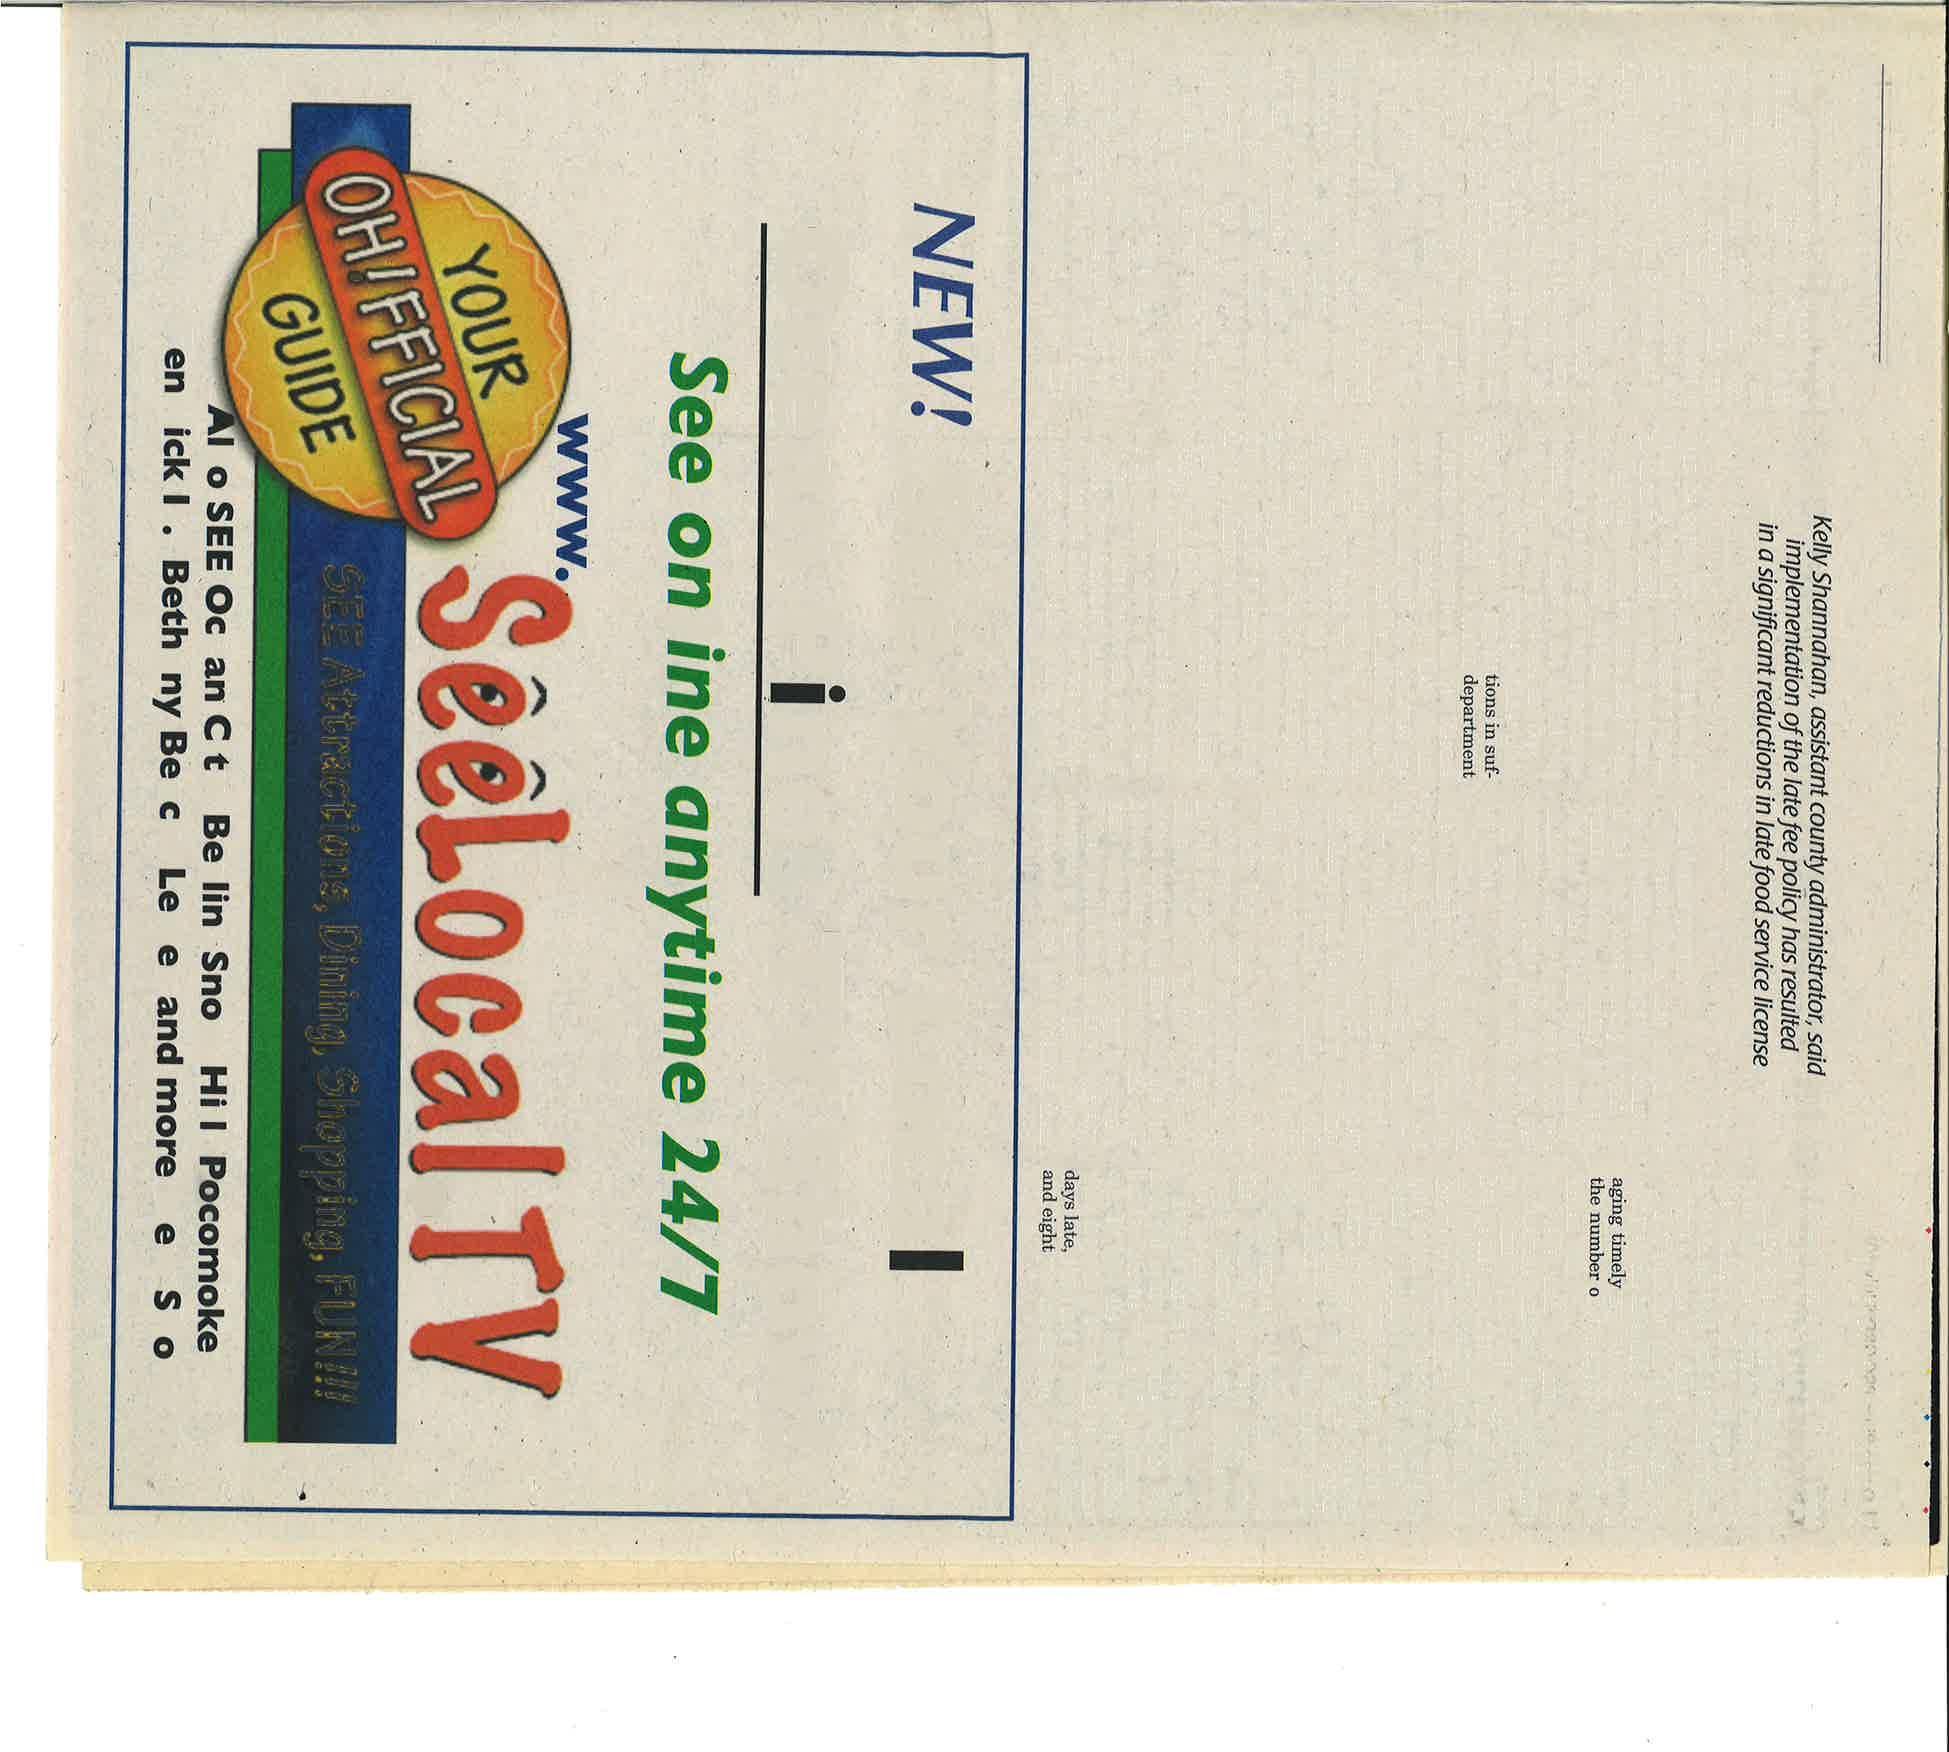 Kelly Shannahan, assistant county administrator, said
implementation of the late fee policy has resulted
in a significant reductions in late food service license
aging timely
the number o
tions in suf-
department
days late,
and eight
NEW!
l
i
See on ine anytime 24/7
www.
SeeLocalTV
YOUR
OH!FFICIAL
GUIDE
SEE Attractions, Dining, Shopping, FUN!!!
Al o SEE Oc an C t Be lin Sno Hi l Pocomoke
en ick I . Beth ny Be c Le e and more e S o